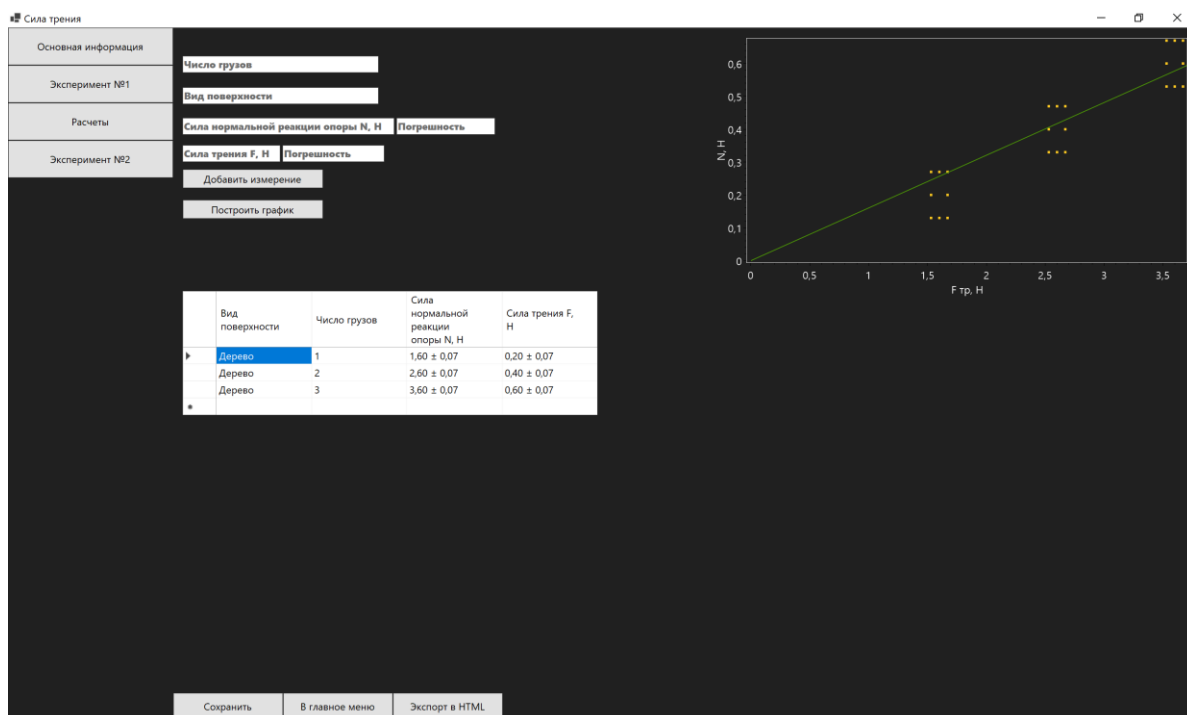 Сила трения
Основная информация
Эксперимент №1
Расчеты
Эксперимент №2
Число грузов
Вид поверхности
Сила нормальной реакции опоры N, Н
Погрешность
Сила трения F, Н
Погрешность
Добавить измерение
Построить график
N, Н
0,6
0,5
0,4
0,3
0,2
0,1
0
0 0,5 1 1,5 2 2,5 3 3,5
F тр, Н
Вид
поверхности
Число грузов
Сила
нормальной
реакции
опоры N, Н
Сила трения F,
Н
Дерево 1 1,60 ± 0,07 0,20 ± 0,07
Дерево 2 2,60 ± 0,07 0,40 ± 0,07
Дерево 3 3,60 ± 0,07 0,60 ± 0,07
Сохранить
В главное меню
Экспорт в HTML